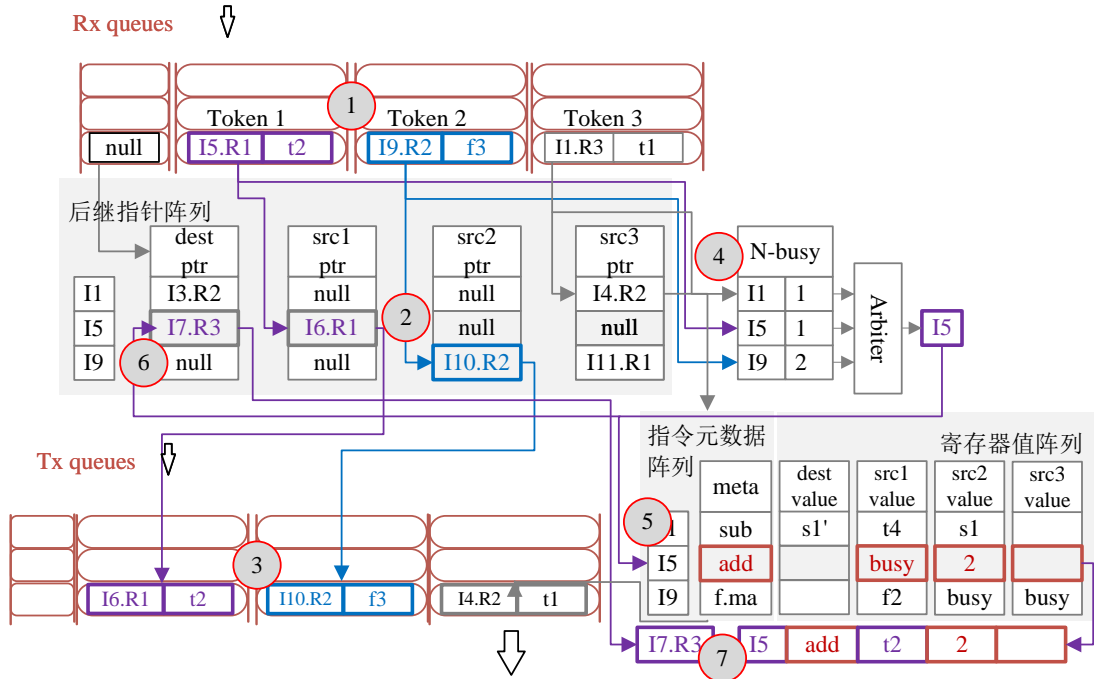 Rx queues
1
Token 1 Token 2 Token 3
null I5.R1 t2 I9.R2 f3 I1.R3 t1
后继指针阵列
dest src1 src2 src3
ptr ptr ptr ptr
4 N-busy
I1 I3.R2 null null I4.R2 I1 1
I5 I7.R3 I6.R1 2 null null I5 1 Arbiter I5
I9 6 null null I10.R2 I11.R1 I9 2
指令元数据 寄存器值阵列
阵列
Tx queues
meta dest src1 src2 src3
value value value value
5 sub s1' t4 s1
3 I5 add busy 2
I6.R1 t2 I10.R2 f3 I4.R2 t1 I9 f.ma f2 busy busy
I7.R3 7 I5 add t2 2